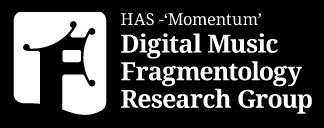 HAS -‘Momentum’
Digital Music
Fragmentology
Research Group